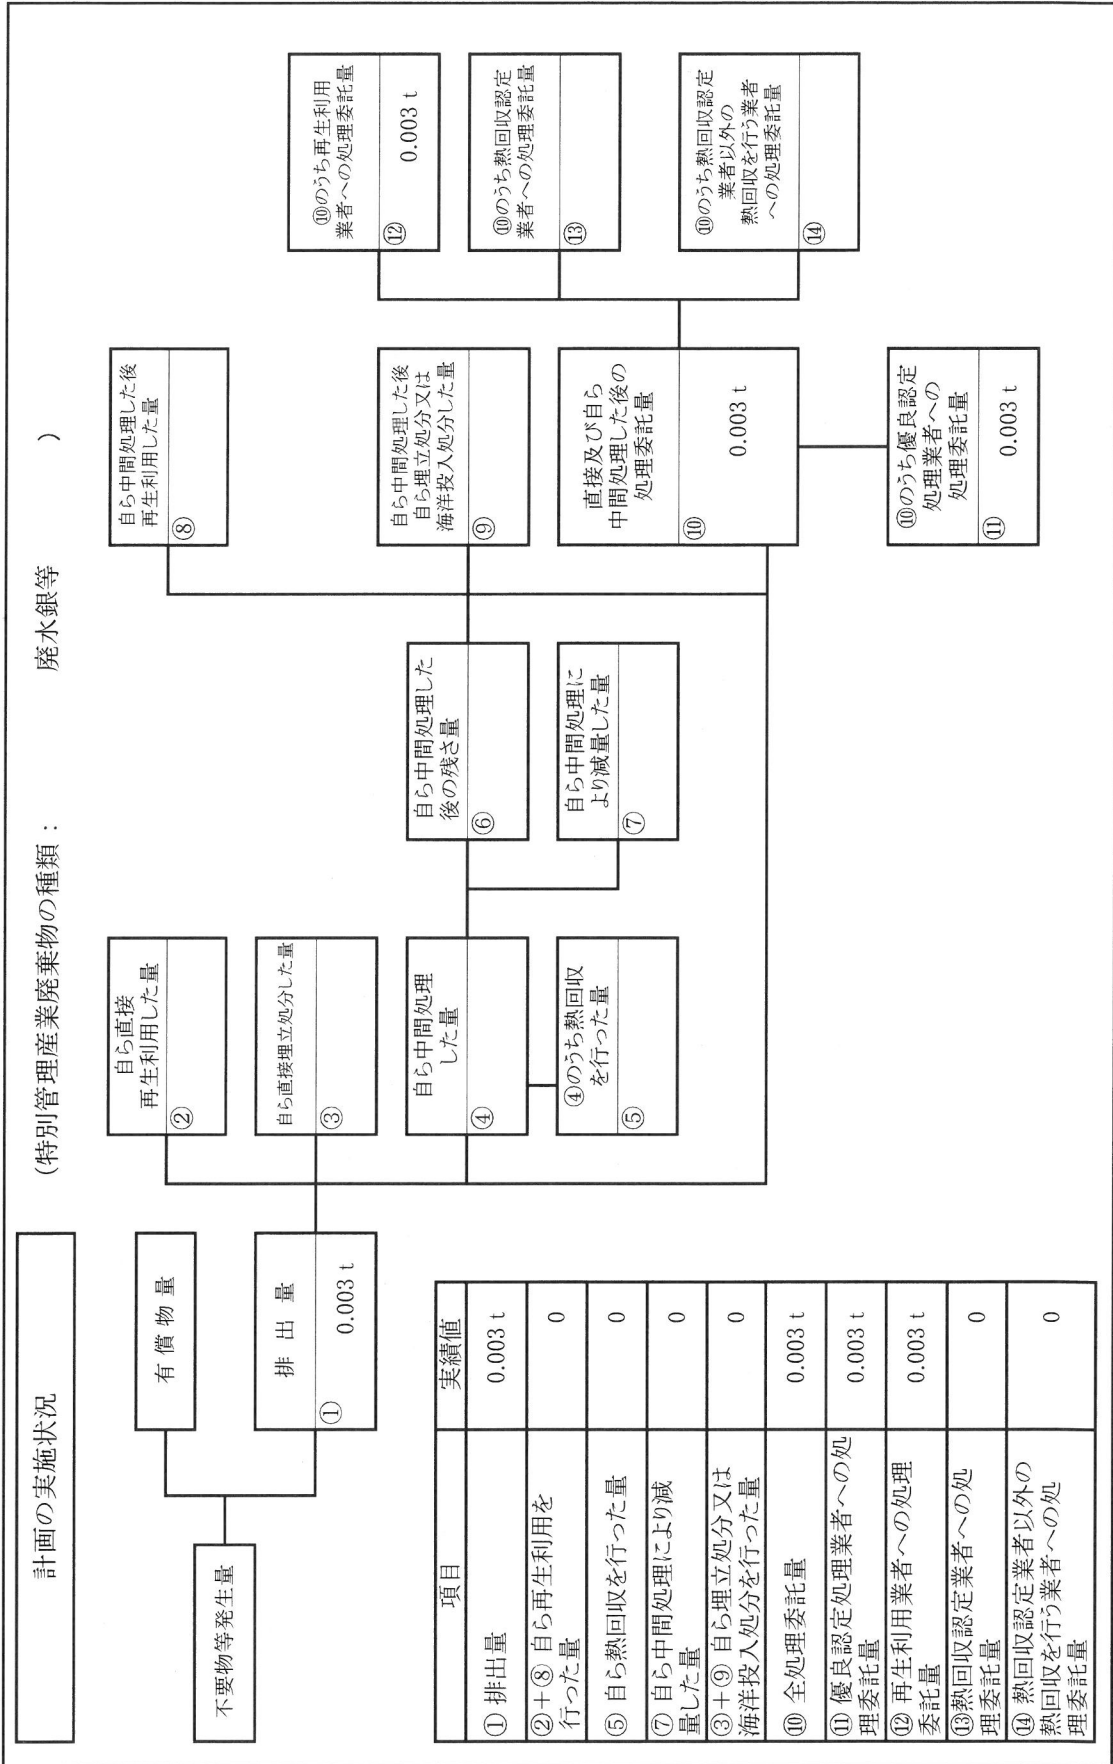 計画の実施状況
(特別管理産業廃棄物の種類： 廃水銀等 )
不要物等発生量
有 償 物 量
排 出 量
① 0.003 t
自ら直接
再生利用した量
②
自ら直接埋立処分した量
③
自ら中間処理
した量
④
④のうち熱回収
を行った量
⑤
自ら中間処理した
後の残さ量
⑥
自ら中間処理に
より減量した量
⑦
自ら中間処理した後
再生利用した量
⑧
自ら中間処理した後
自ら埋立処分又は
海洋投入処分した量
⑨
直接及び自ら
中間処理した後の
処理委託量
⑩
0.003 t
⑩のうち優良認定
処理業者への
処理委託量
⑪ 0.003 t
⑩のうち再生利用
業者への処理委託量
⑫ 0.003 t
⑩のうち熱回収認定
業者への処理委託量
⑬
⑩のうち熱回収認定
業者以外の
熱回収を行う業者
への処理委託量
⑭
項目 実績値
① 排出量 0.003 t
②＋⑧ 自ら再生利用を
行った量 0
⑤ 自ら熱回収を行った量 0
⑦ 自ら中間処理により減
量した量 0
③＋⑨ 自ら埋立処分又は
海洋投入処分を行った量 0
⑩ 全処理委託量 0.003 t
⑪ 優良認定処理業者への処
理委託量 0.003 t
⑫ 再生利用業者への処理
委託量 0.003 t
⑬熱回収認定業者への処
理委託量 0
⑭ 熱回収認定業者以外の
熱回収を行う業者への処
理委託量 0